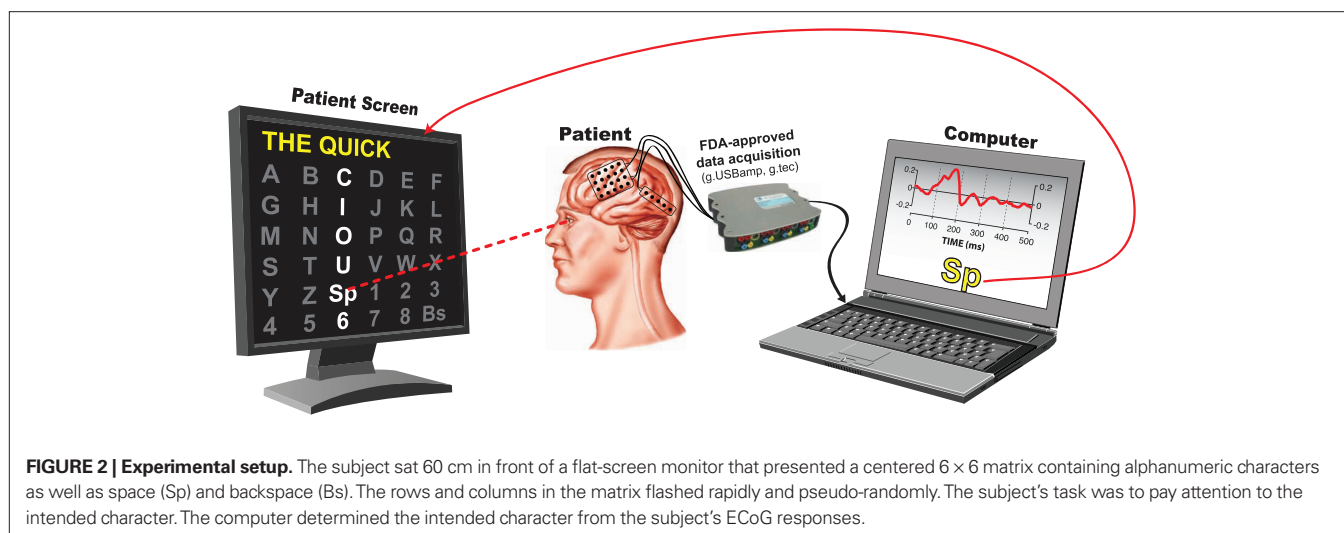 Patient Screen
THE QUICK
A B C D E F
G H I J K L
M N O P Q R
S T U V W X
Y Z Sp 1 2 3
4 5 6 7 8 Bs
Patient
FDA-approved
data acquisition
(g.USBamp, g.tec)
Computer
0.2 0.2
0 0
-0.2 -0.2
0 100 200 300 400 500
TIME (ms)
Sp
FIGURE 2 | Experimental setup. The subject sat 60 cm in front of a flat-screen monitor that presented a centered 6 × 6 matrix containing alphanumeric characters
as well as space (Sp) and backspace (Bs). The rows and columns in the matrix flashed rapidly and pseudo-randomly. The subject's task was to pay attention to the
intended character. The computer determined the intended character from the subject's ECoG responses.